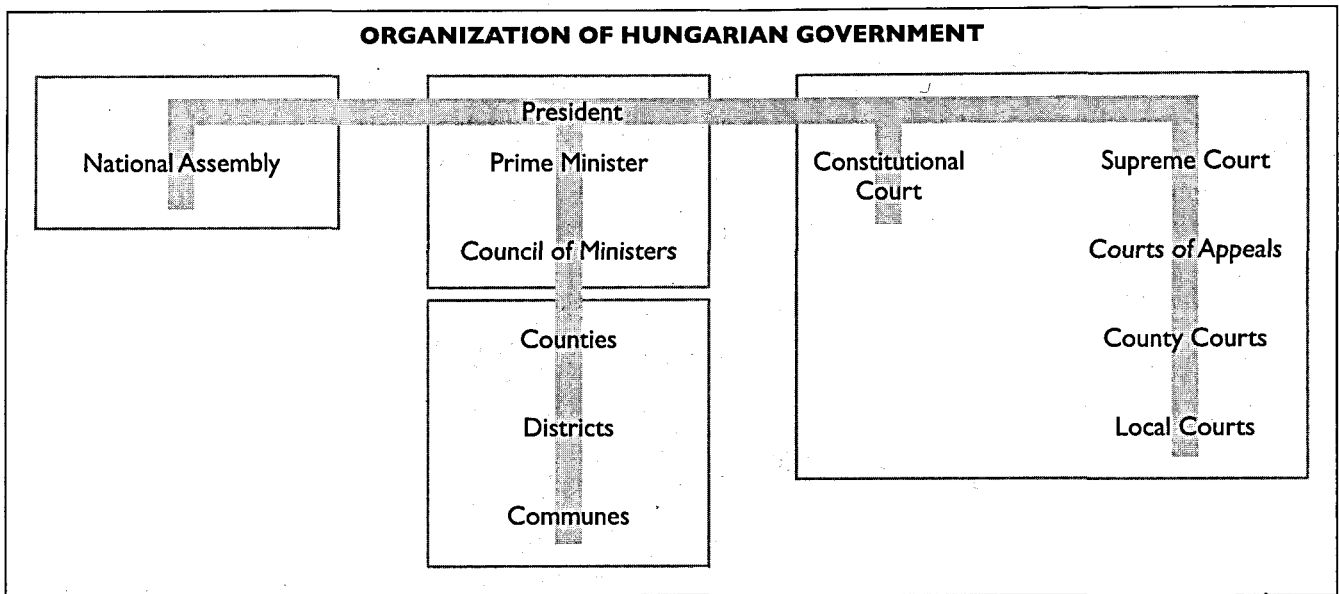 ORGANIZATION OF HUNGARIAN GOVERNMENT
National Assembly
President
Prime Minister
Council of Ministers
Counties
Districts
Communes
Constitutional
Court
Supreme Court
Courts of Appeals
County Courts
Local Courts